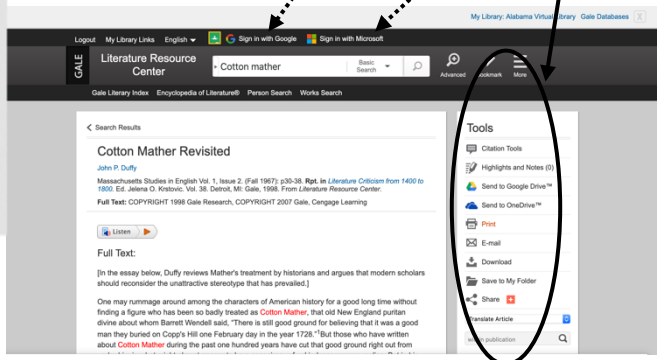 My Library: Alabama Virtual Library Gale Databases X
Logout My Library Links English Sign in with Google Sign in with Microsoft
GALE
Literature Resource Center
Cotton mather
Basic Search
Advanced Bookmark More
Gale Literary Index Encyclopedia of Literature® Person Search Works Search
Search Results
Cotton Mather Revisited
John P. Duffy
Massachusetts Studies in English Vol. 1, Issue 2. (Fall 1967): p30-38. Rpt. in Literature Criticism from 1400 to
1800. Ed. Jelena O. Krstovic. Vol. 38. Detroit, MI: Gale, 1998. From Literature Resource Center.
Full Text: COPYRIGHT 1998 Gale Research, COPYRIGHT 2007 Gale, Cengage Learning
Listen
Full Text:
[In the essay below, Duffy reviews Mather's treatment by historians and argues that modern scholars
should reconsider the unattractive stereotype that has prevailed.]
One may rummage around among the characters of American history for a good long time without
finding a figure who has been so badly treated as Cotton Mather, that old New England puritan
divine about whom Barrett Wendell said, "There is still good ground for believing that it was a good
man they buried on Copp's Hill one February day in the year 1728."1But those who have written
about Cotton Mather during the past one hundred years have cut that good ground right out from
Tools
Citation Tools
Highlights and Notes (0)
Send to Google Drive™
Send to OneDrive™
Print
E-mail
Download
Save to My Folder
Share
Translate Article
within publication